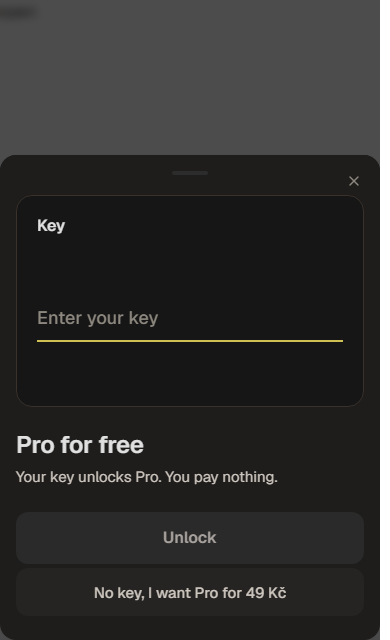 Key
Enter your key
Pro for free
Your key unlocks Pro. You pay nothing.
Unlock
No key, I want Pro for 49 Kč